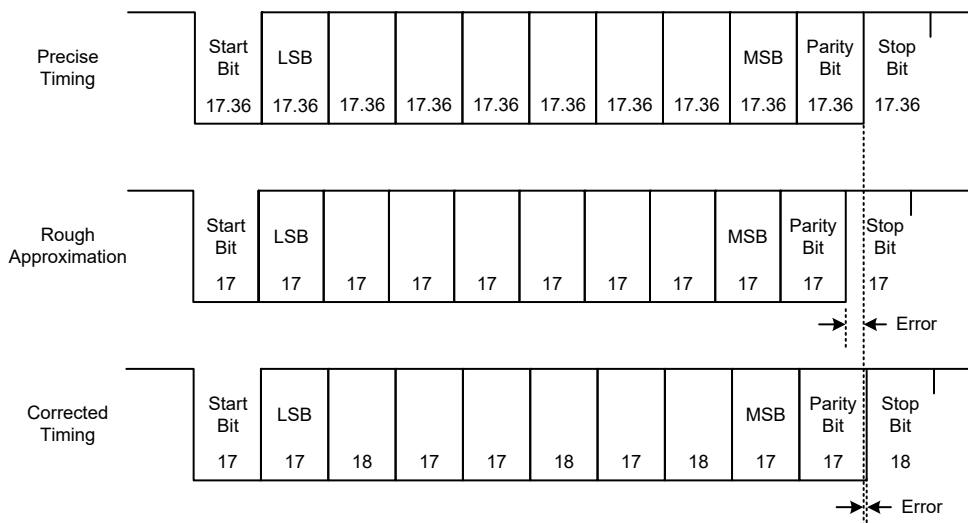 Precise
Timing
Start
Bit
LSB
MSB
Parity
Bit
Stop
Bit
17.36 17.36 17.36 17.36 17.36 17.36 17.36 17.36 17.36 17.36 17.36
Rough
Approximation
Start
Bit
LSB
MSB
Parity
Bit
Stop
Bit
17 17 17 17 17 17 17 17 17 17 17
Error
Corrected
Timing
Start
Bit
LSB
MSB
Parity
Bit
Stop
Bit
17 17 18 17 17 18 17 18 17 17 18
Error